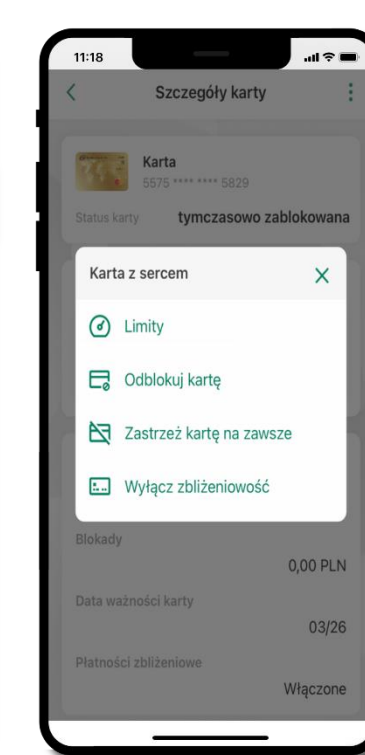 11:18
Szczegóły karty
Karta
5575 **** **** 5829
Status karty tymczasowo zablokowana
Karta z sercem
Limity
Odblokuj kartę
Zastrzeż kartę na zawsze
Wyłącz zbliżeniowość
Blokady
0,00 PLN
Data ważności karty
03/26
Płatności zbliżeniowe
Włączone